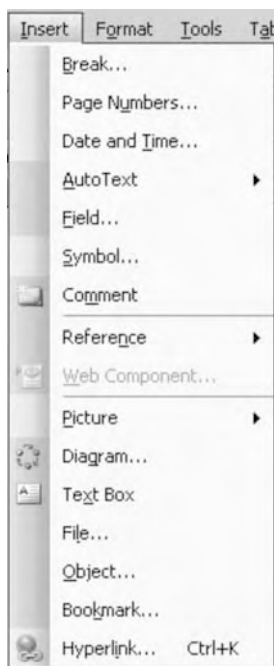 Insert Format Tools Tab
Break...
Page Numbers...
Date and Time...
AutoText
Field...
Symbol...
Comment
Reference
Web Component...
Picture
Diagram...
Text Box
File...
Object...
Bookmark...
Hyperlink... Ctrl+K